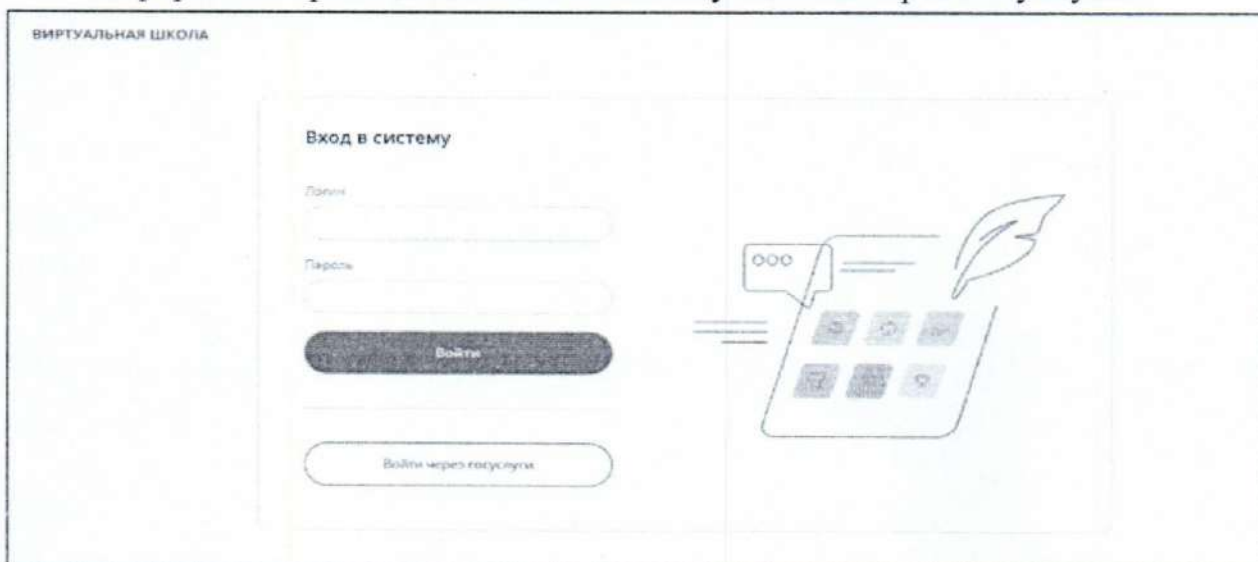 ВИРТУАЛЬНАЯ ШКОЛА
Вход в систему
Логин
Пароль
Войти
Войти через госуслуги